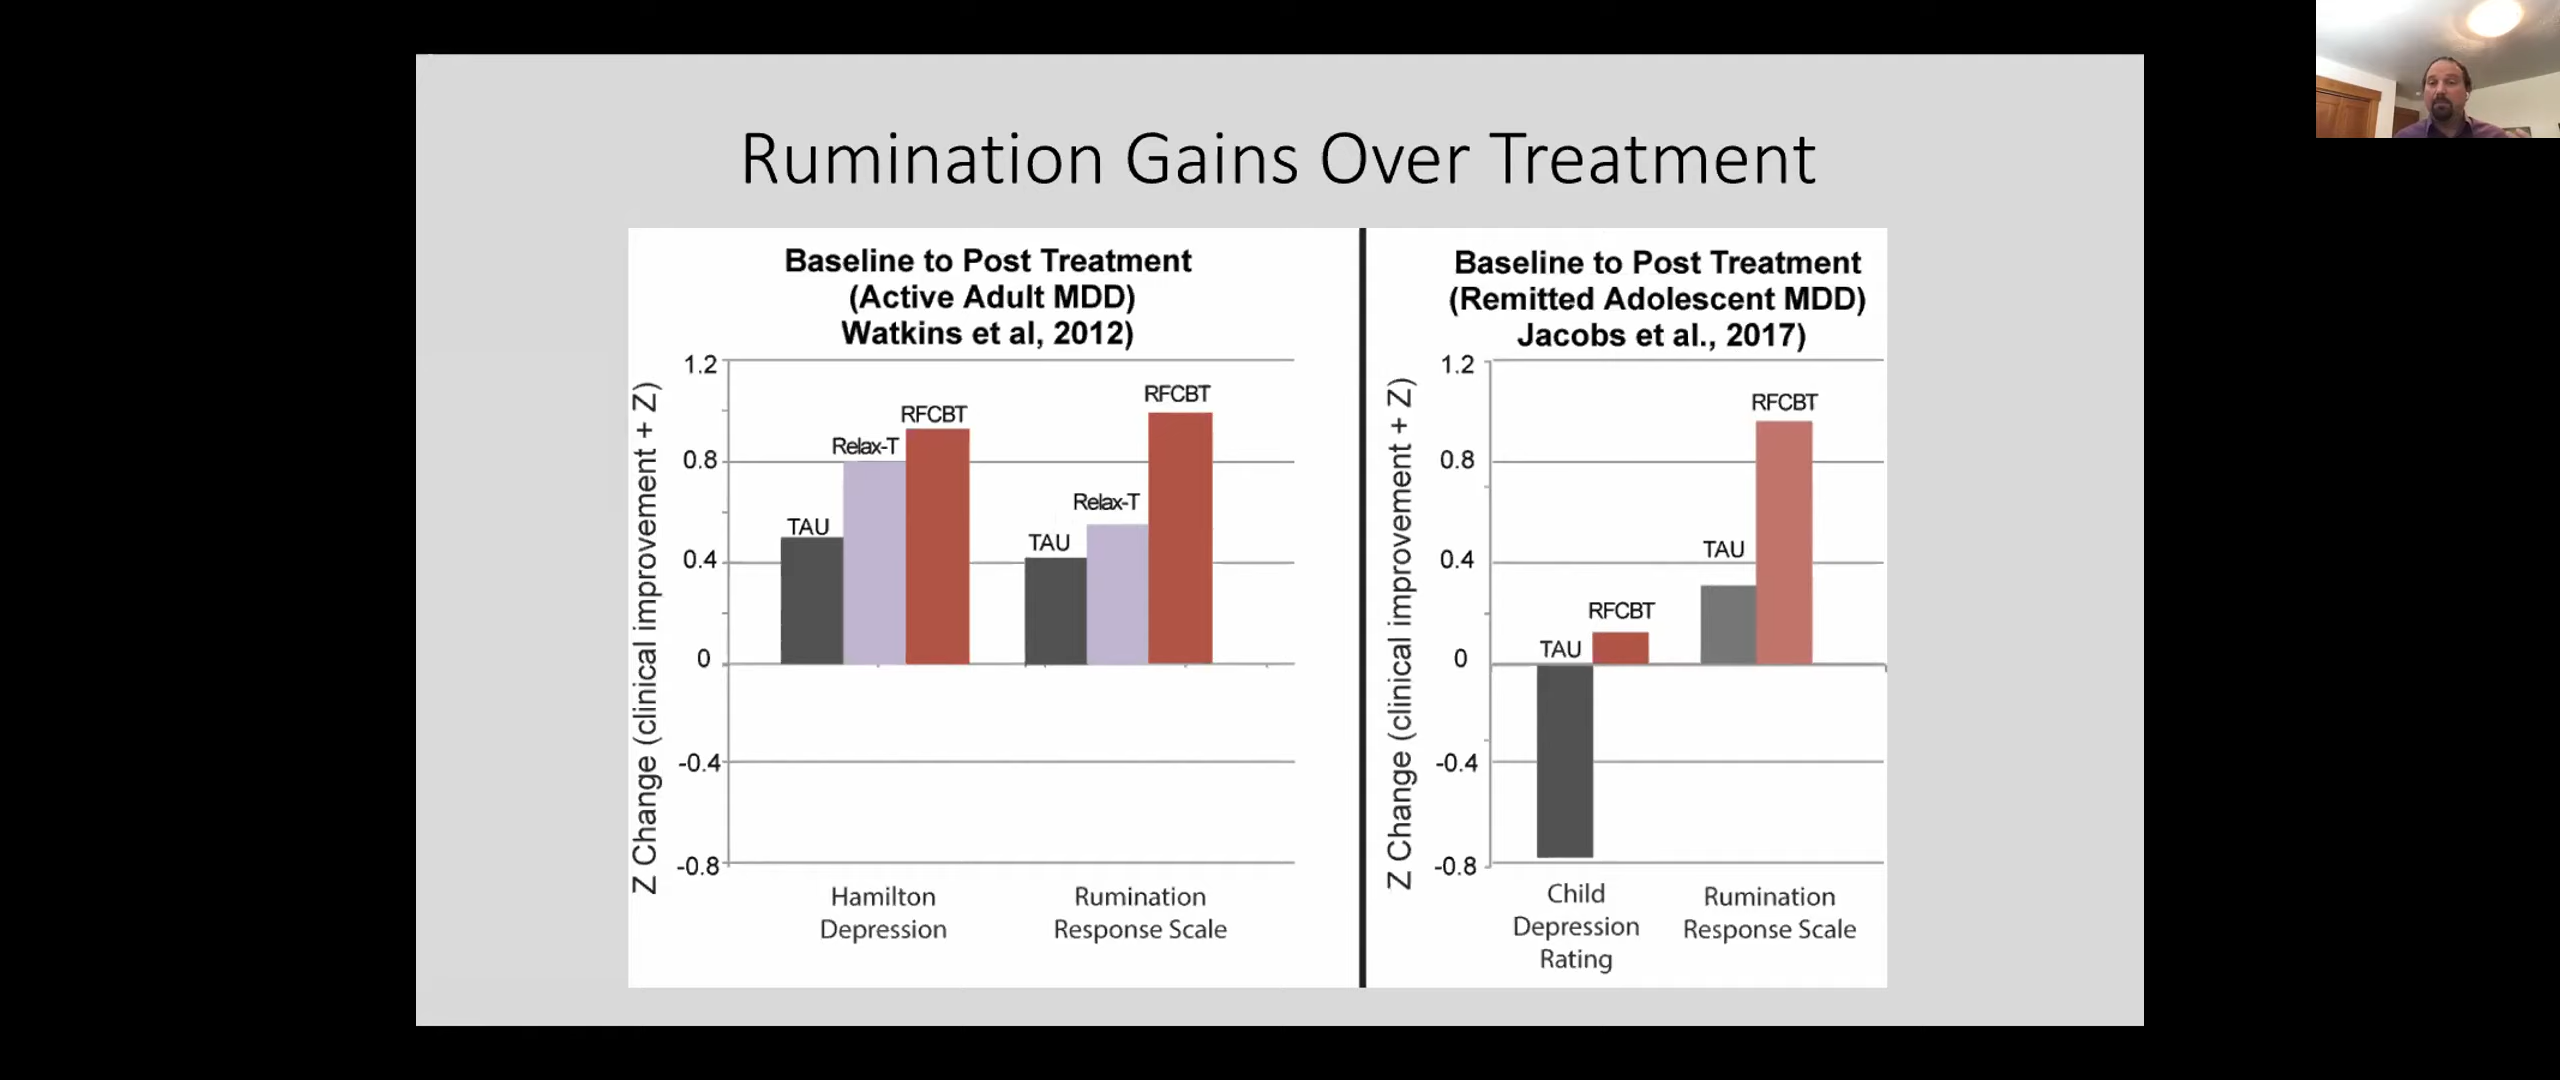 Rumination Gains Over Treatment
Baseline to Post Treatment
(Active Adult MDD)
Watkins et al, 2012)
Z Change (clinical improvement + Z)
1.2
0.8
0.4
0
-0.4
-0.8
TAU
Relax-T
RFCBT
TAU
Relax-T
RFCBT
Hamilton
Depression
Rumination
Response Scale
Baseline to Post Treatment
(Remitted Adolescent MDD)
Jacobs et al., 2017)
Z Change (clinical improvement + Z)
1.2
0.8
0.4
0
-0.4
-0.8
TAU
RFCBT
TAU
RFCBT
Child
Depression
Rating
Rumination
Response Scale